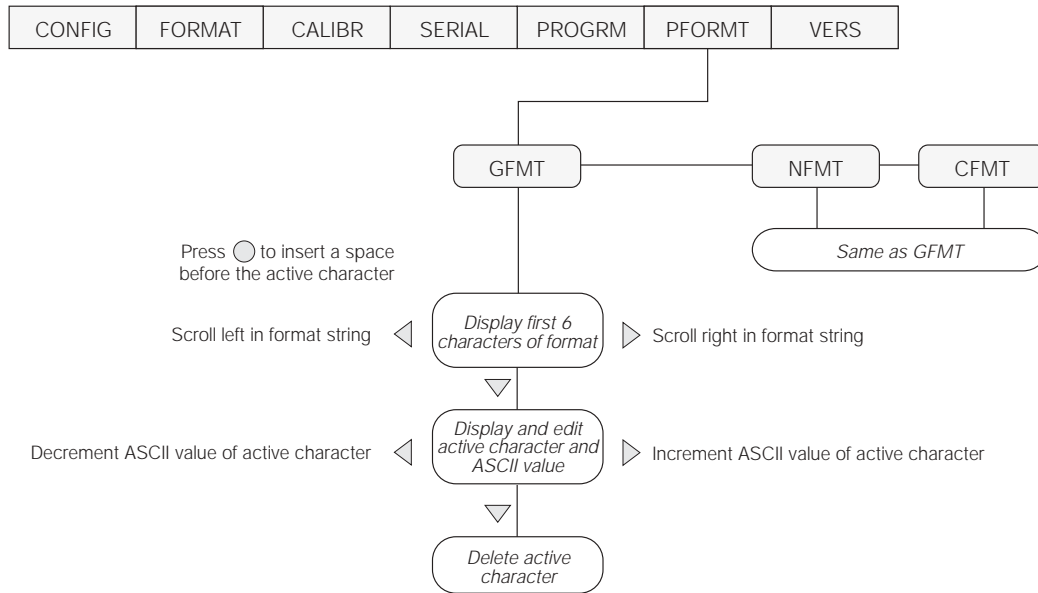 CONFIG FORMAT CALIBR SERIAL PROGRM PFORMT VERS
GFMT NFMT CFMT
Same as GFMT
Press to insert a space
before the active character
Display first 6
characters of format
Scroll left in format string
Scroll right in format string
Display and edit
active character and
ASCII value
Decrement ASCII value of active character
Increment ASCII value of active character
Delete active
character